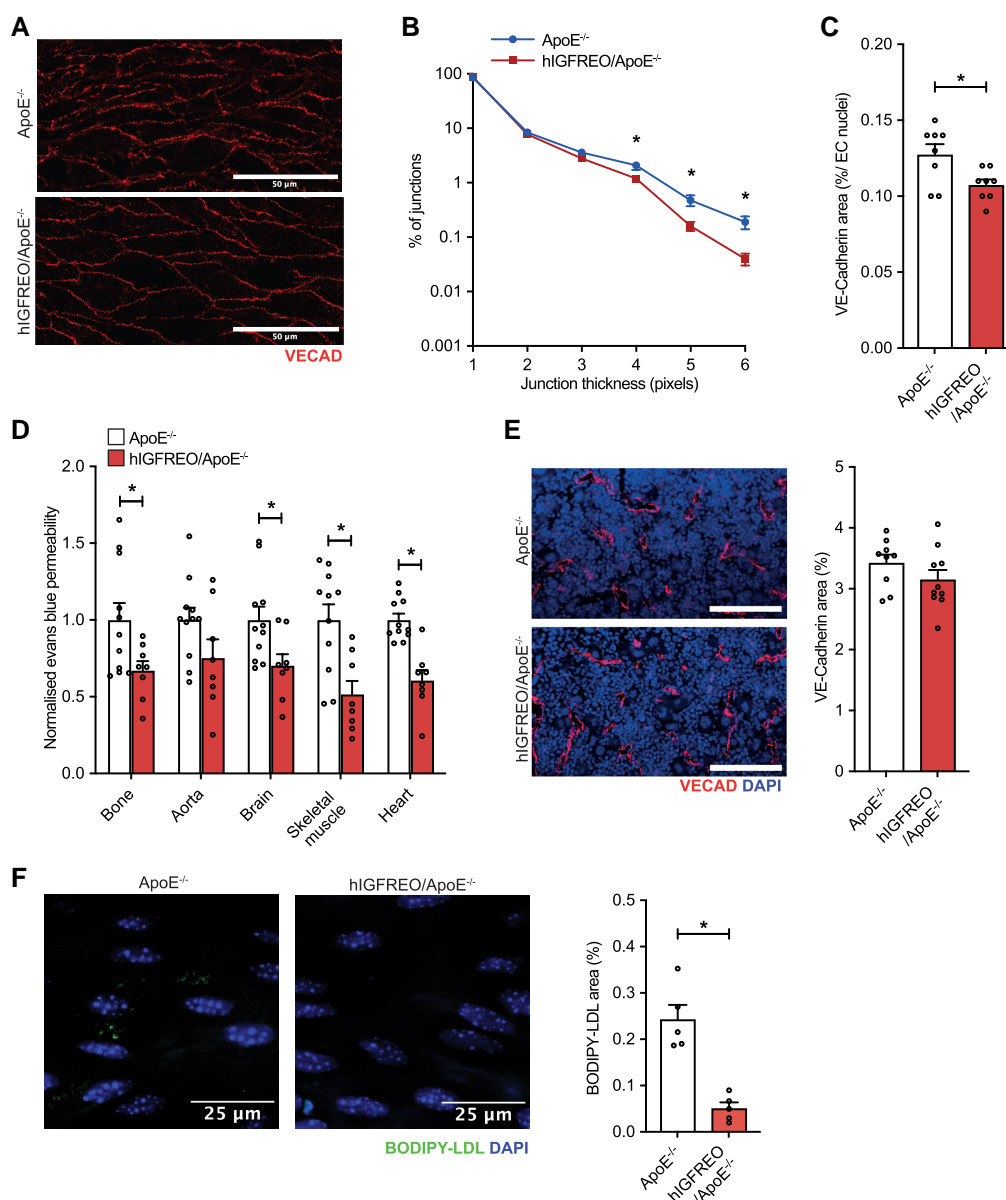 A
ApoE-/-
50 µm
hIGFREO/ApoE-/-
50 µm
VECAD
B
ApoE-/-
hIGFREO/ApoE-/-
% of junctions
100
10
1
0.1
0.01
0.001
* * *
1 2 3 4 5 6
Junction thickness (pixels)
C
VE-Cadherin area (%/ EC nuclei)
0.20
0.15
0.10
0.05
0.00
*
ApoE-/-
hIGFREO
/ApoE-/-
D
ApoE-/-
hIGFREO/ApoE-/-
Normalised evans blue permeability
2.0
1.5
1.0
0.5
0.0
* * * *
Bone
Aorta
Brain
Skeletal
muscle
Heart
E
ApoE-/-
hIGFREO/ApoE-/-
VECAD DAPI
VE-Cadherin area (%)
5
4
3
2
1
0
ApoE-/-
hIGFREO
/ApoE-/-
F
ApoE-/-
hIGFREO/ApoE-/-
25 µm
25 µm
BODIPY-LDL DAPI
BODIPY-LDL area (%)
0.5
0.4
0.3
0.2
0.1
0.0
*
ApoE-/-
hIGFREO
/ApoE-/-